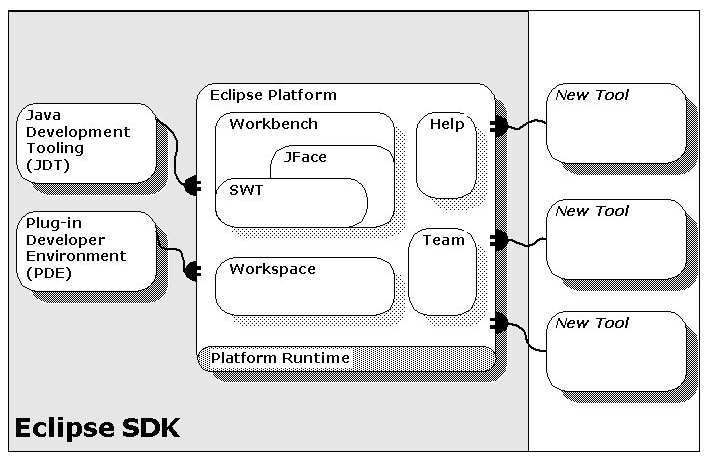 Java
Development
Tooling
(JDT)
Plug-in
Developer
Environment
(PDE)
Eclipse Platform
Workbench
JFace
SWT
Workspace
Help
Team
Platform Runtime
New Tool
New Tool
New Tool
Eclipse SDK